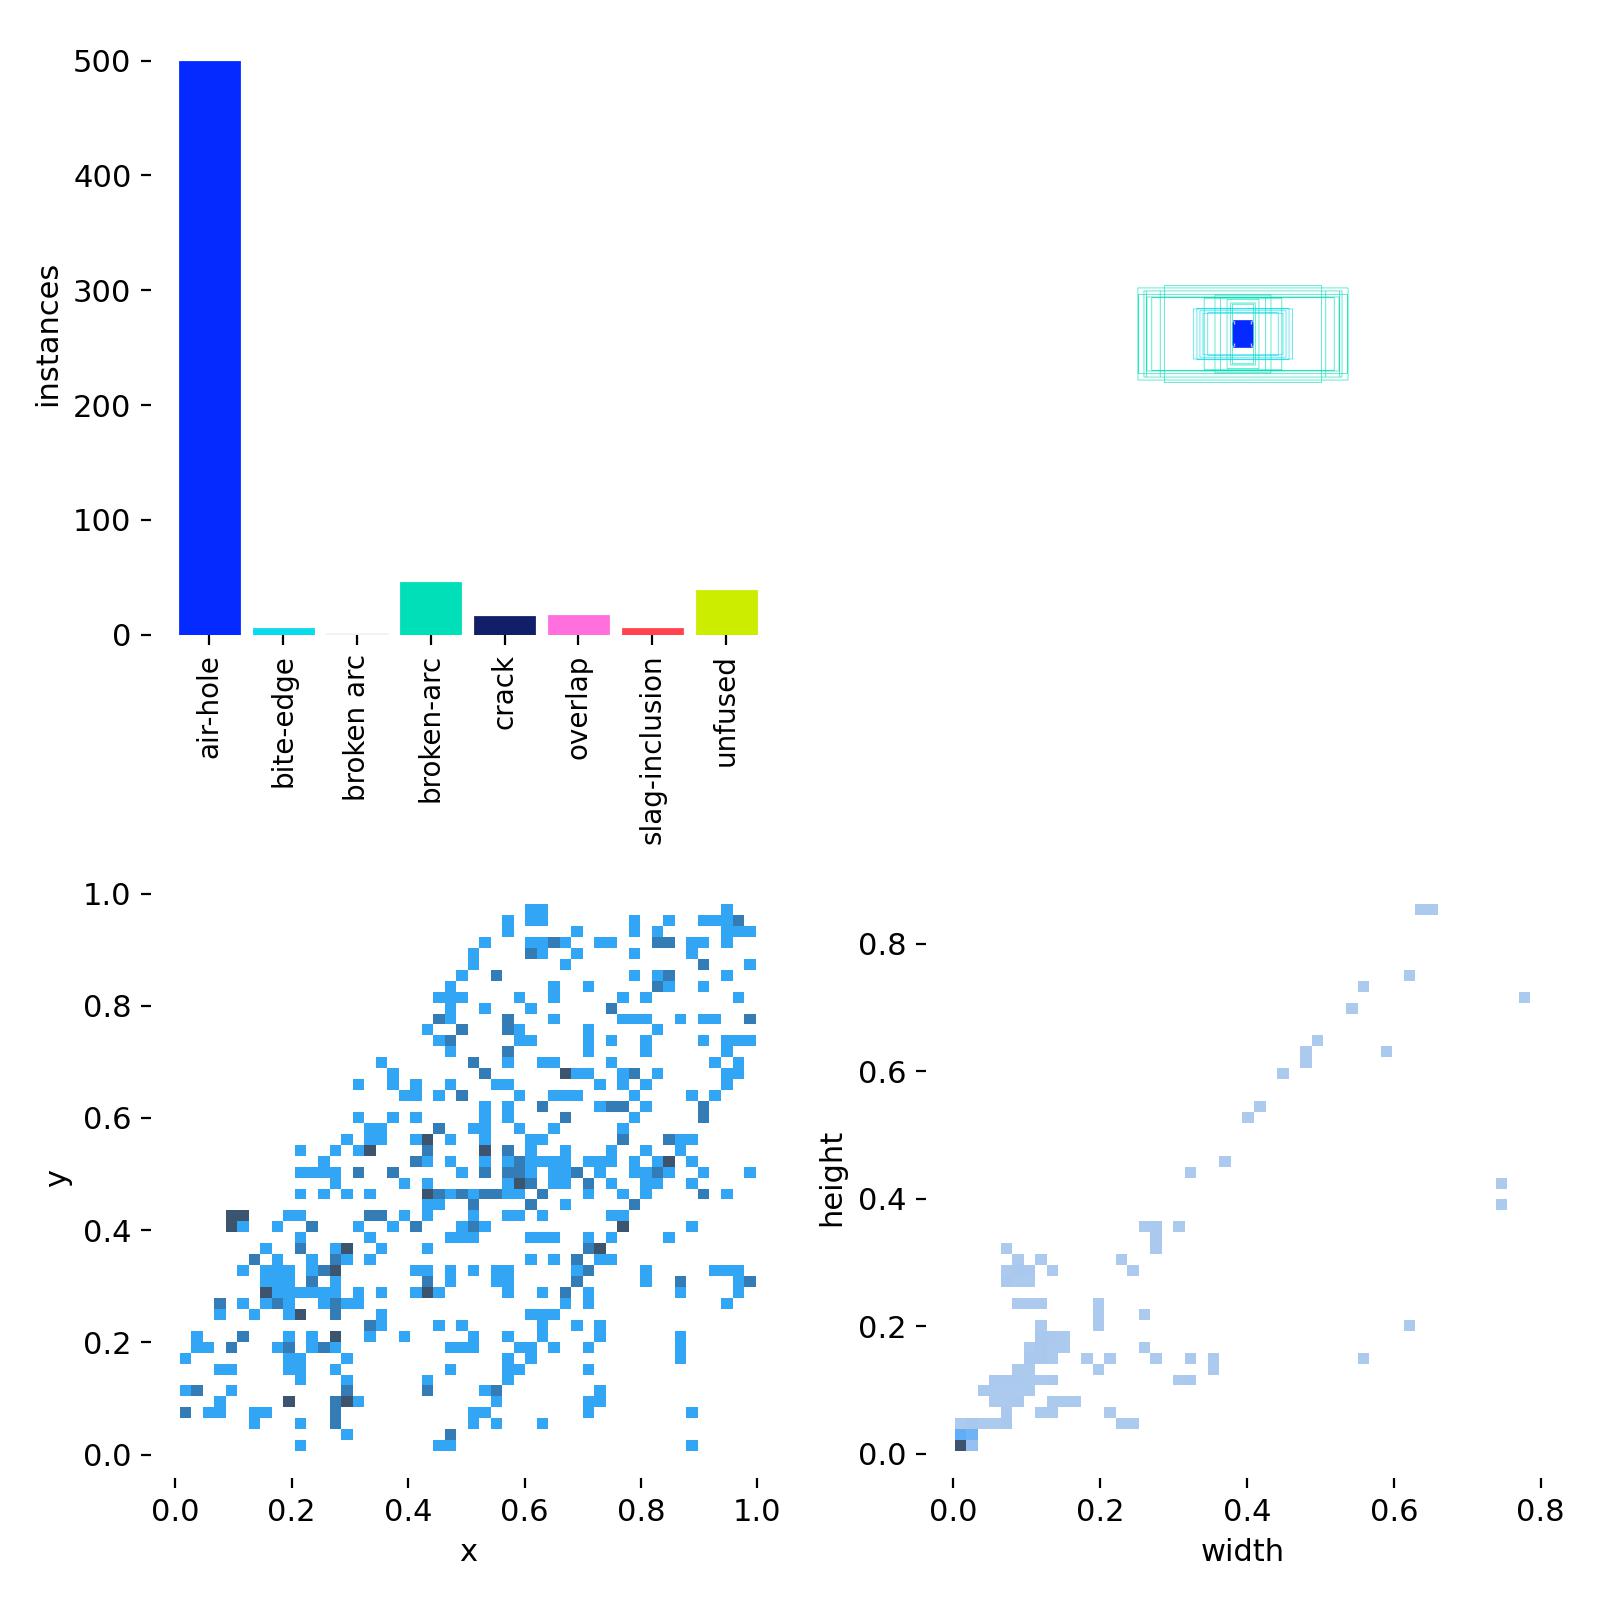 500
400
300
200
100
0
instances
air-hole
bite-edge
broken arc
broken-arc
crack
overlap
slag-inclusion
unfused
1.0
0.8
0.6
0.4
0.2
0.0
y
0.0 0.2 0.4 0.6 0.8 1.0
x
0.8
0.6
0.4
0.2
0.0
height
0.0 0.2 0.4 0.6 0.8
width